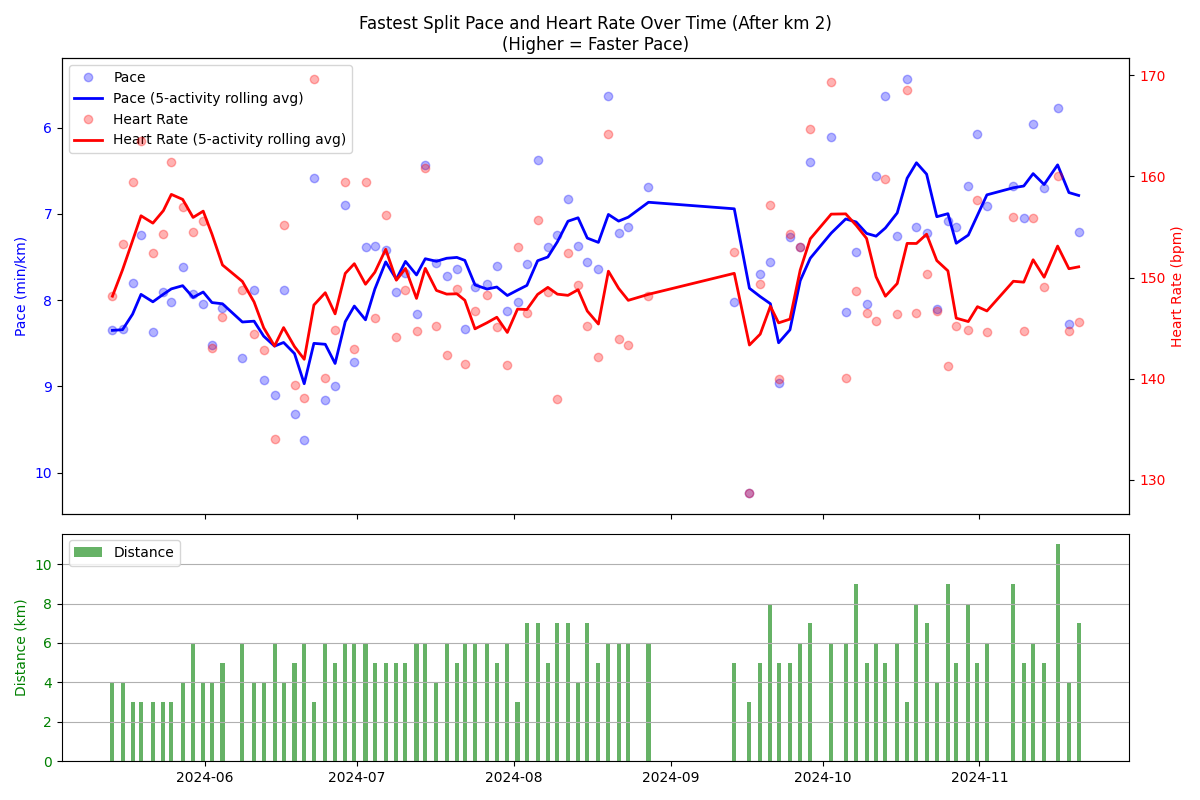 Fastest Split Pace and Heart Rate Over Time (After km 2)
(Higher = Faster Pace)
Pace
Pace (5-activity rolling avg)
Heart Rate
Heart Rate (5-activity rolling avg)
Pace (min/km)
6
7
8
9
10
Heart Rate (bpm)
170
160
150
140
130
Distance
Distance (km)
10
8
6
4
2
0
2024-06
2024-07
2024-08
2024-09
2024-10
2024-11